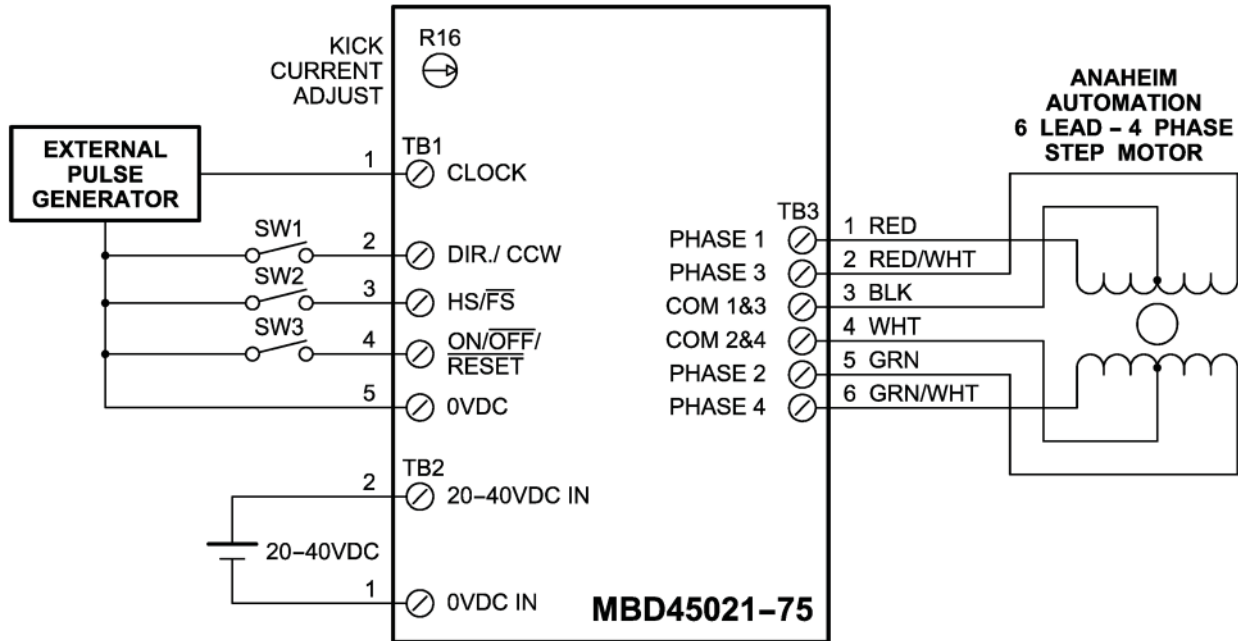 KICK
CURRENT
ADJUST
R16
EXTERNAL
PULSE
GENERATOR
TB1
1 CLOCK
SW1
2 DIR./ CCW
SW2
3 HS/FS
SW3
4 ON/OFF/
RESET
5 0VDC
TB2
2 20–40VDC IN
20–40VDC
1 0VDC IN
MBD45021–75
TB3
PHASE 1 1 RED
PHASE 3 2 RED/WHT
COM 1&3 3 BLK
COM 2&4 4 WHT
PHASE 2 5 GRN
PHASE 4 6 GRN/WHT
ANAHEIM
AUTOMATION
6 LEAD – 4 PHASE
STEP MOTOR